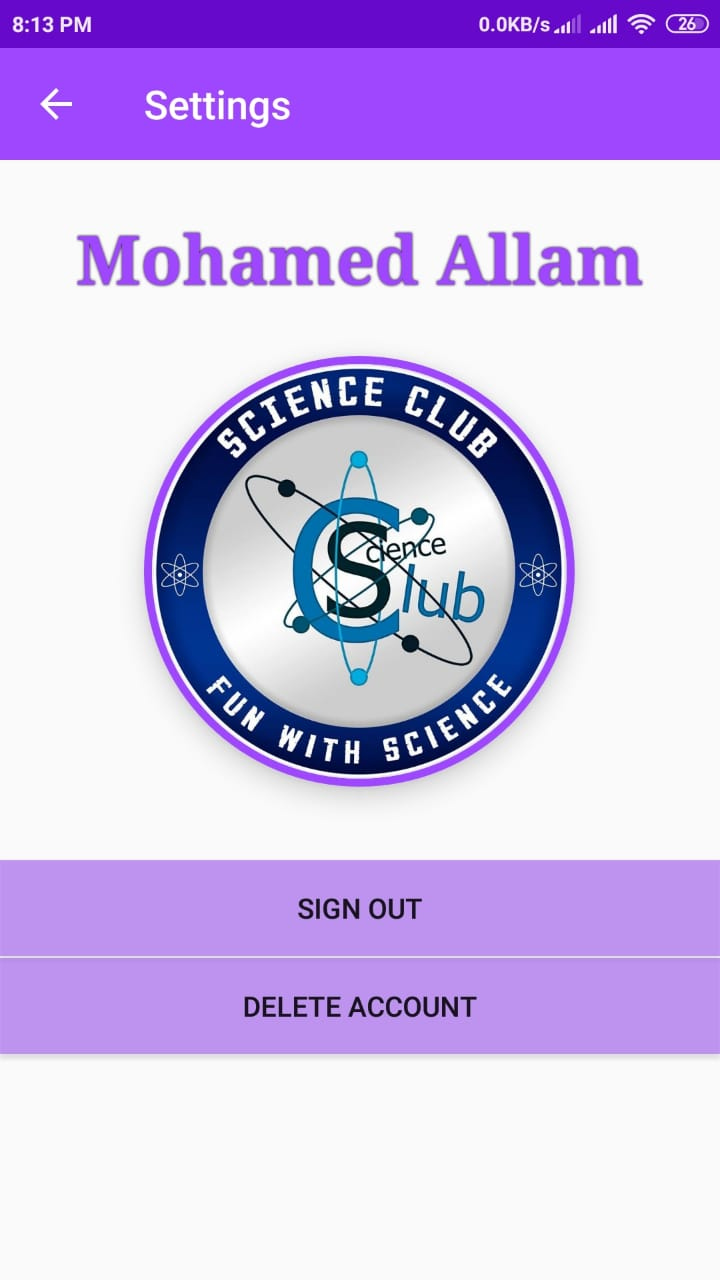 8:13 PM 0.0KB/s 26
Settings
Mohamed Allam
SCIENCE CLUB
Science
Club
FUN WITH SCIENCE
SIGN OUT
DELETE ACCOUNT